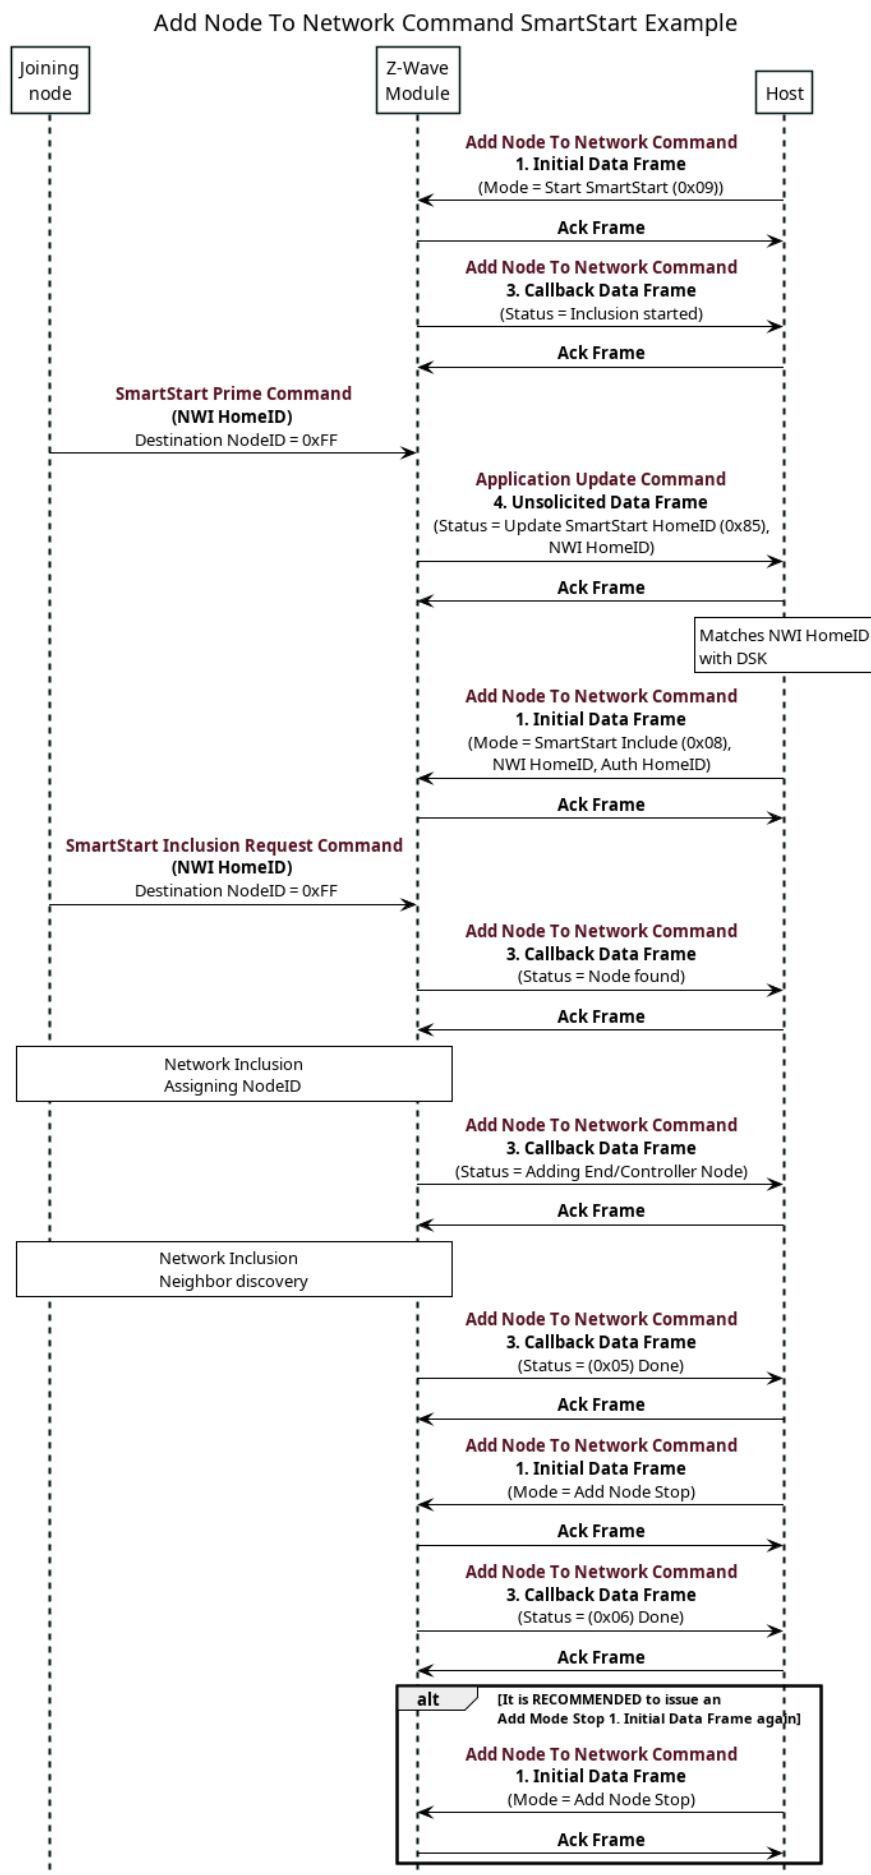 Add Node To Network Command SmartStart Example
Joining
node
Z-Wave
Module
Host
Add Node To Network Command
1. Initial Data Frame
(Mode = Start SmartStart (0x09))
Ack Frame
Add Node To Network Command
3. Callback Data Frame
(Status = Inclusion started)
Ack Frame
SmartStart Prime Command
(NWI HomeID)
Destination NodeID = 0xFF
Application Update Command
4. Unsolicited Data Frame
(Status = Update SmartStart HomeID (0x85),
NWI HomeID)
Ack Frame
Matches NWI HomeID
with DSK
Add Node To Network Command
1. Initial Data Frame
(Mode = SmartStart Include (0x08),
NWI HomeID, Auth HomeID)
Ack Frame
SmartStart Inclusion Request Command
(NWI HomeID)
Destination NodeID = 0xFF
Add Node To Network Command
3. Callback Data Frame
(Status = Node found)
Ack Frame
Network Inclusion
Assigning NodeID
Add Node To Network Command
3. Callback Data Frame
(Status = Adding End/Controller Node)
Ack Frame
Network Inclusion
Neighbor discovery
Add Node To Network Command
3. Callback Data Frame
(Status = (0x05) Done)
Ack Frame
Add Node To Network Command
1. Initial Data Frame
(Mode = Add Node Stop)
Ack Frame
Add Node To Network Command
3. Callback Data Frame
(Status = (0x06) Done)
Ack Frame
alt
[It is RECOMMENDED to issue an
Add Mode Stop 1. Initial Data Frame again]
Add Node To Network Command
1. Initial Data Frame
(Mode = Add Node Stop)
Ack Frame